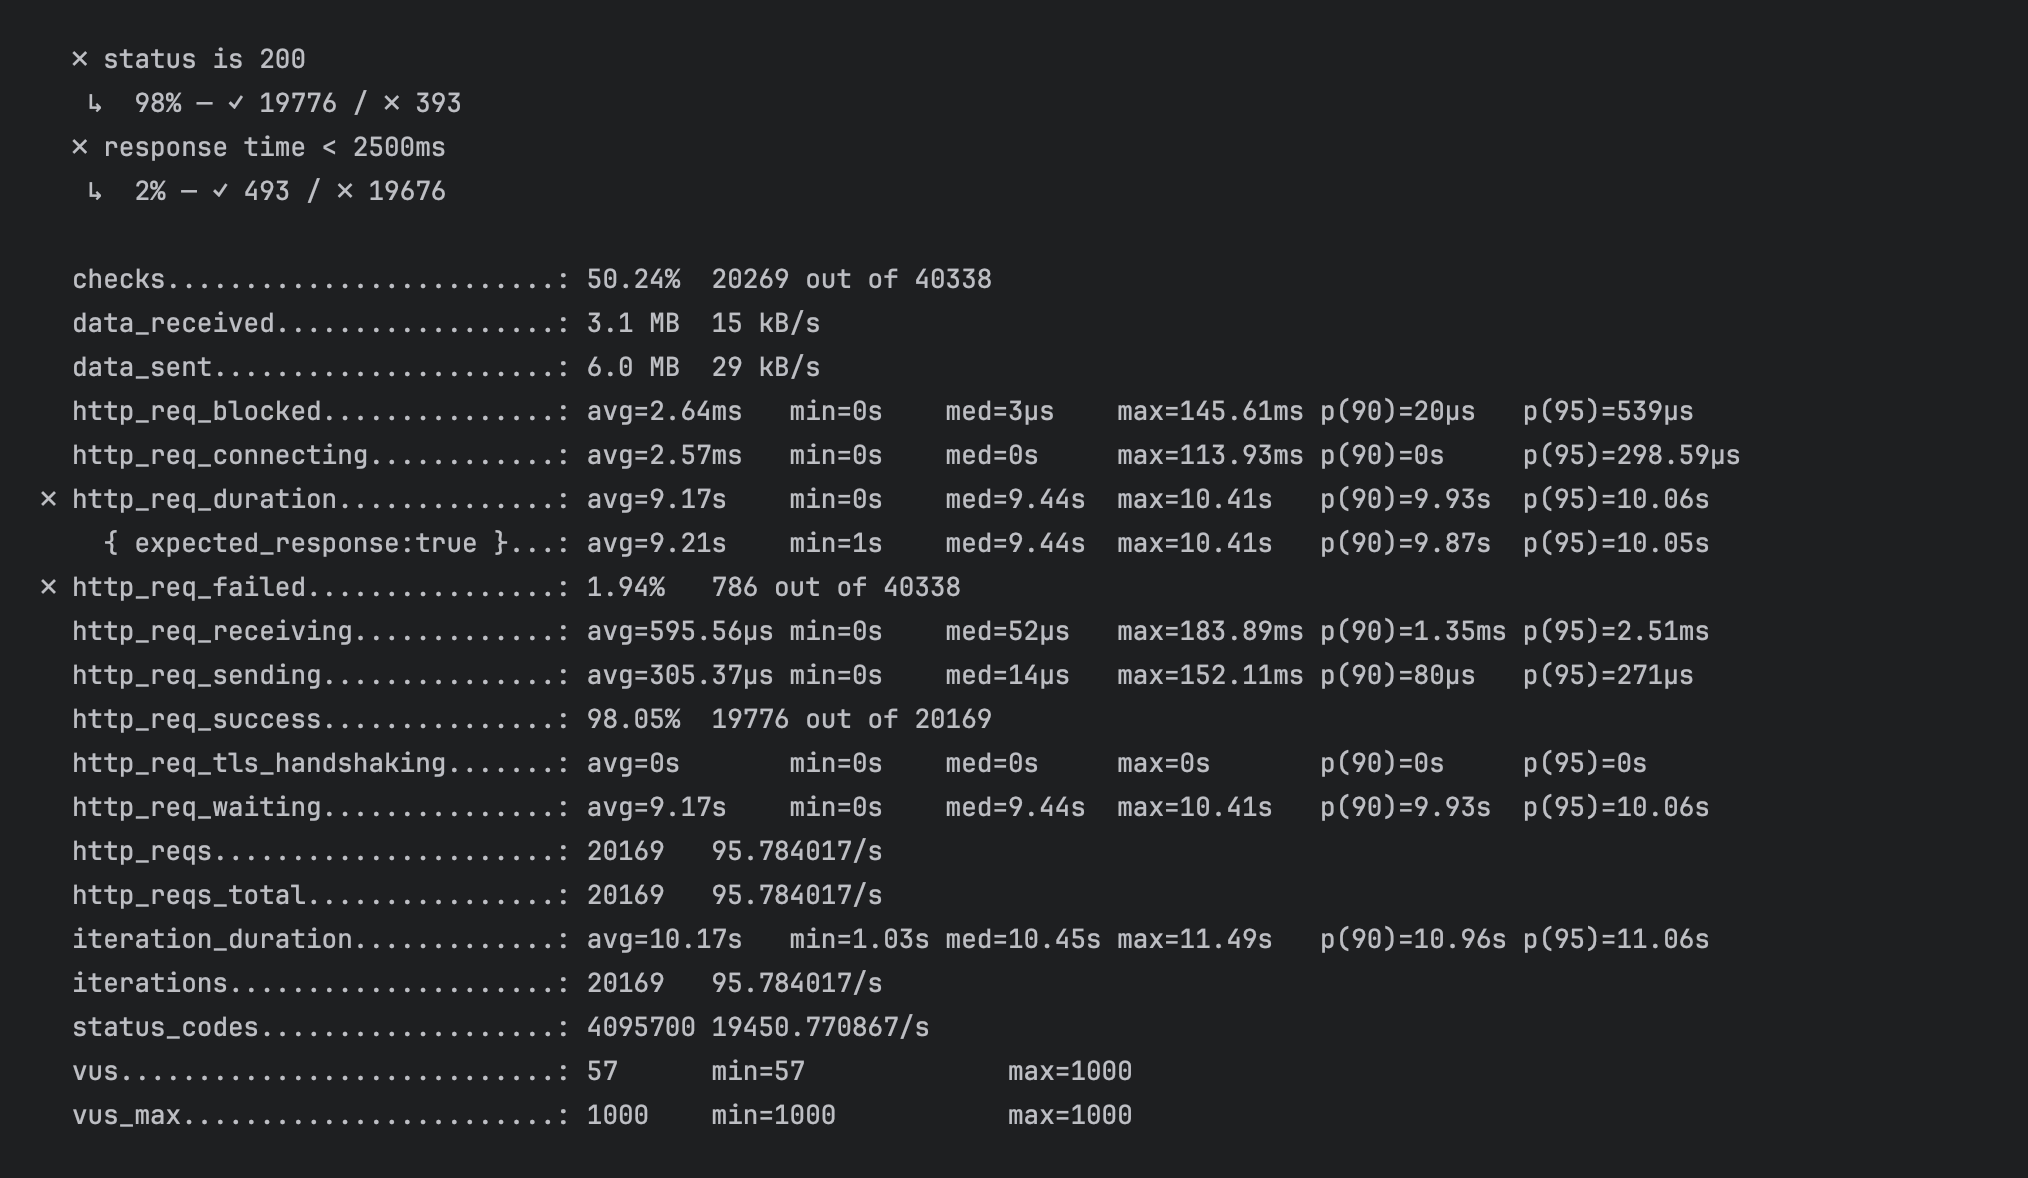 ✗ status is 200
 ↳  98% — ✓ 19776 / ✗ 393
✗ response time < 2500ms
 ↳  2% — ✓ 493 / ✗ 19676
checks.........................: 50.24%  20269 out of 40338
data_received..................: 3.1 MB  15 kB/s
data_sent......................: 6.0 MB  29 kB/s
http_req_blocked...............: avg=2.64ms   min=0s    med=3µs    max=145.61ms p(90)=20µs   p(95)=539µs
http_req_connecting............: avg=2.57ms   min=0s    med=0s     max=113.93ms p(90)=0s     p(95)=298.59µs
✗ http_req_duration..............: avg=9.17s    min=0s    med=9.44s  max=10.41s   p(90)=9.93s  p(95)=10.06s
{ expected_response:true }...: avg=9.21s    min=1s    med=9.44s  max=10.41s   p(90)=9.87s  p(95)=10.05s
✗ http_req_failed................: 1.94%   786 out of 40338
http_req_receiving.............: avg=595.56µs min=0s    med=52µs   max=183.89ms p(90)=1.35ms p(95)=2.51ms
http_req_sending...............: avg=305.37µs min=0s    med=14µs   max=152.11ms p(90)=80µs   p(95)=271µs
http_req_success...............: 98.05%  19776 out of 20169
http_req_tls_handshaking.......: avg=0s       min=0s    med=0s     max=0s       p(90)=0s     p(95)=0s
http_req_waiting...............: avg=9.17s    min=0s    med=9.44s  max=10.41s   p(90)=9.93s  p(95)=10.06s
http_reqs......................: 20169   95.784017/s
http_reqs_total................: 20169   95.784017/s
iteration_duration.............: avg=10.17s   min=1.03s med=10.45s max=11.49s   p(90)=10.96s p(95)=11.06s
iterations.....................: 20169   95.784017/s
status_codes...................: 4095700 19450.770867/s
vus............................: 57      min=57             max=1000
vus_max........................: 1000    min=1000           max=1000